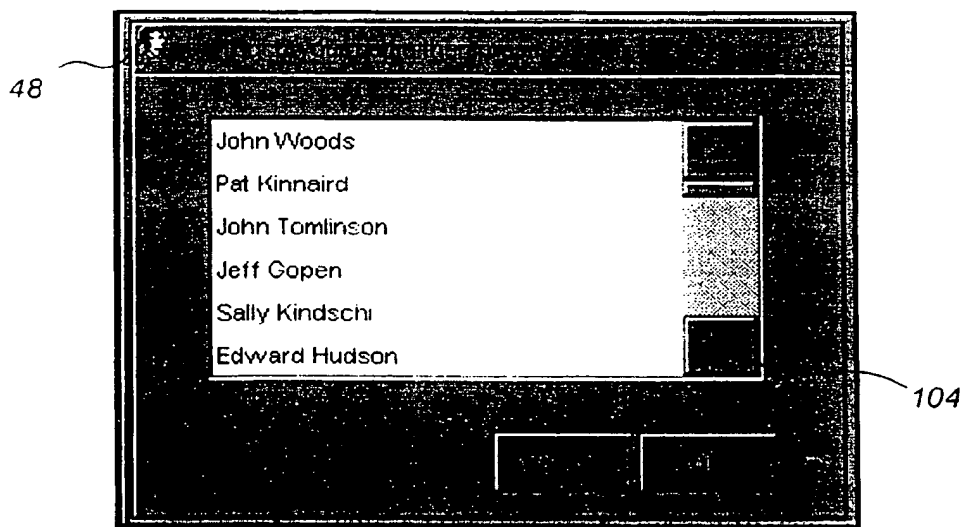 48
John Woods
Pat Kinnaird
John Tomlinson
Jeff Gopen
Sally Kindschi
Edward Hudson
104